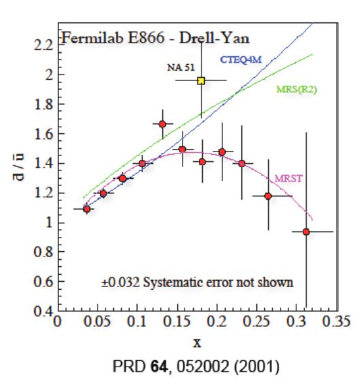 Fermilab E866 - Drell-Yan
CTEQ4M
NA 51
MRS(R2)
MRST
±0.032 Systematic error not shown
2.2
2
1.8
1.6
1.4
1.2
1
0.8
0.6
0.4
d̄ / ū
0
0.05
0.1
0.15
0.2
0.25
0.3
0.35
x
PRD 64, 052002 (2001)